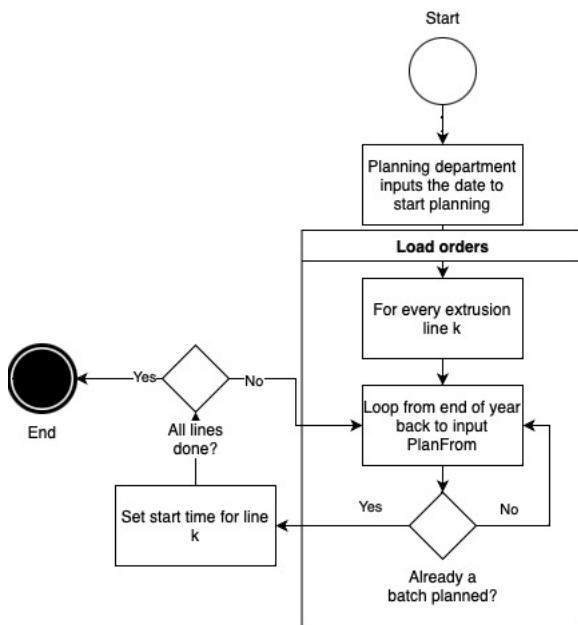 Start
Planning department
inputs the date to
start planning
Load orders
For every extrusion
line k
Loop from end of year
back to input
PlanFrom
Yes
No
Already a
batch planned?
Set start time for line
k
All lines
done?
Yes
No
End